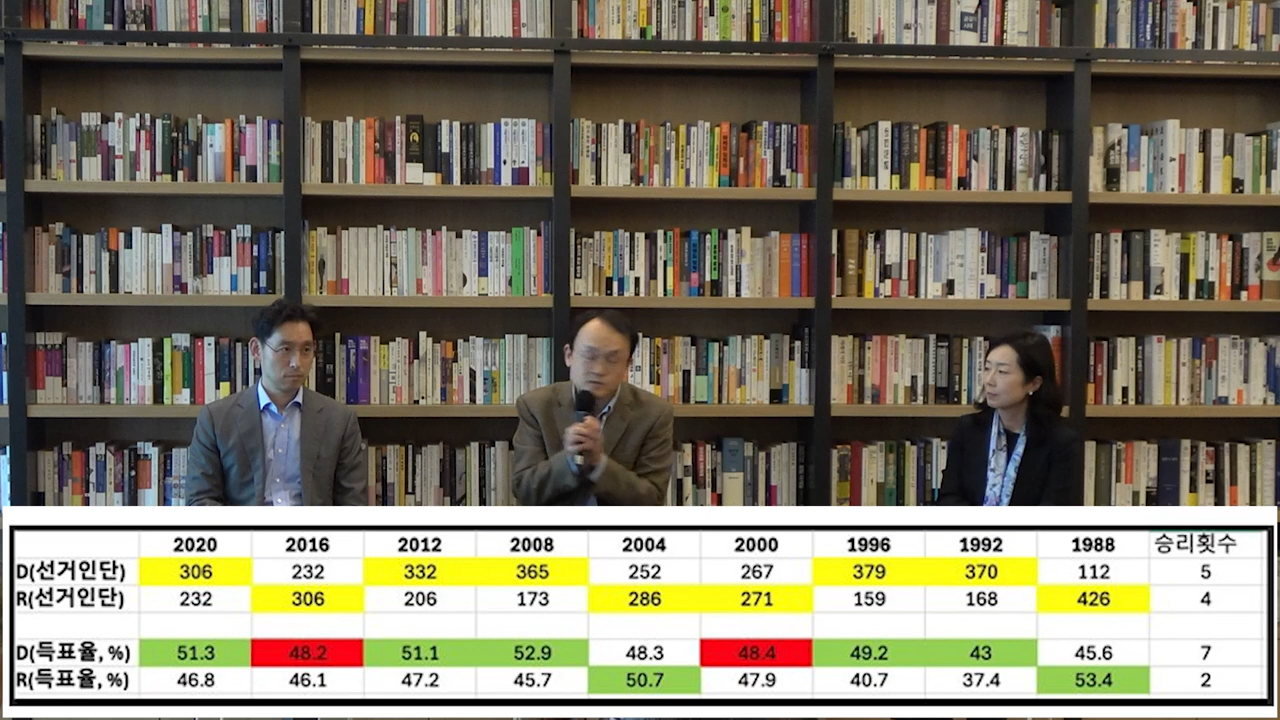 2020 2016 2012 2008 2004 2000 1996 1992 1988 승리횟수
D(선거인단) 306 232 332 365 252 267 379 370 112 5
R(선거인단) 232 306 206 173 286 271 159 168 426 4
D(득표율, %) 51.3 48.2 51.1 52.9 48.3 48.4 49.2 43 45.6 7
R(득표율, %) 46.8 46.1 47.2 45.7 50.7 47.9 40.7 37.4 53.4 2